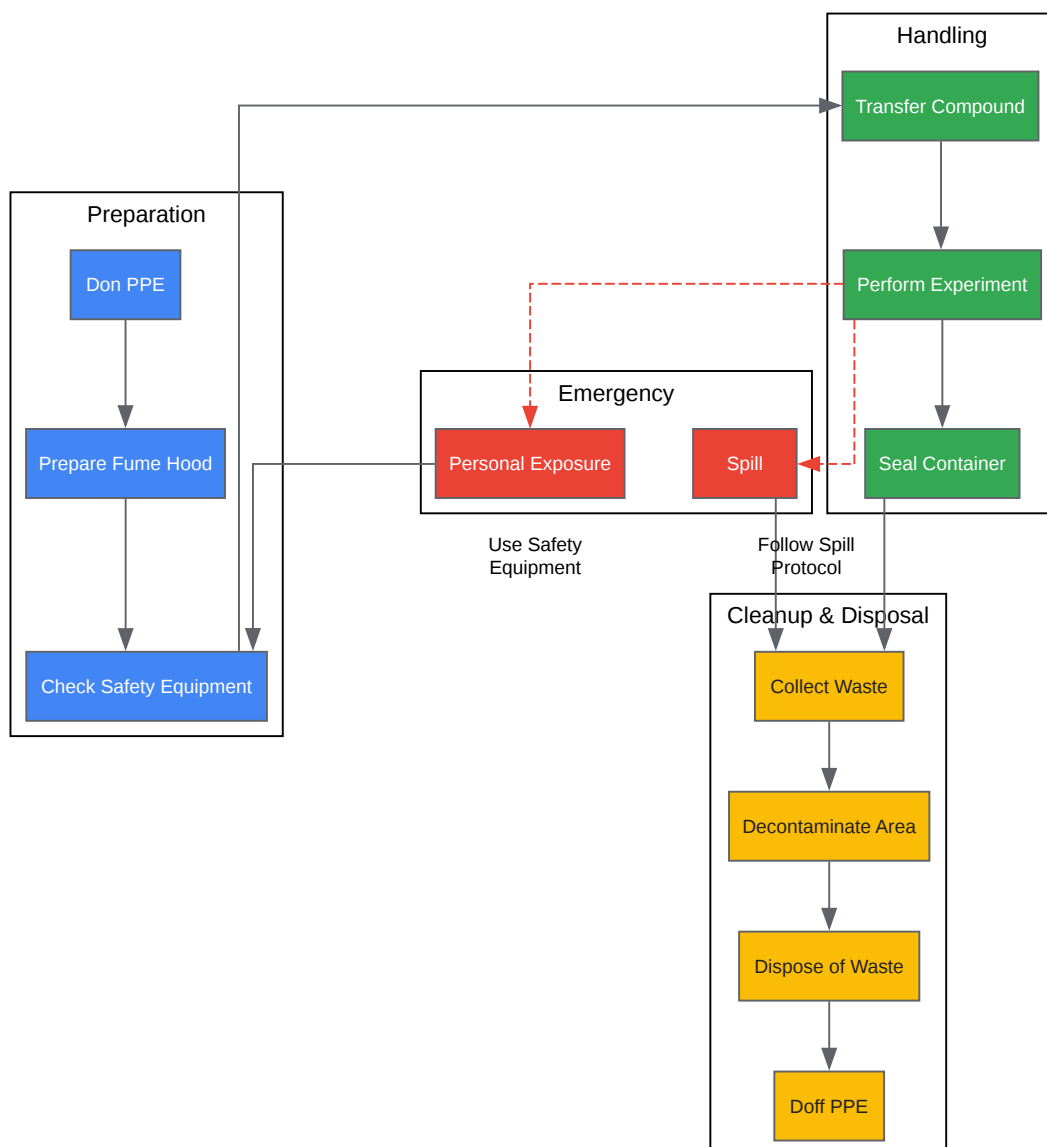 Handling
Transfer Compound
Preparation
Don PPE
Perform Experiment
Emergency
Prepare Fume Hood
Personal Exposure
Spill
Seal Container
Use Safety
Equipment
Follow Spill
Protocol
Cleanup & Disposal
Check Safety Equipment
Collect Waste
Decontaminate Area
Dispose of Waste
Doff PPE